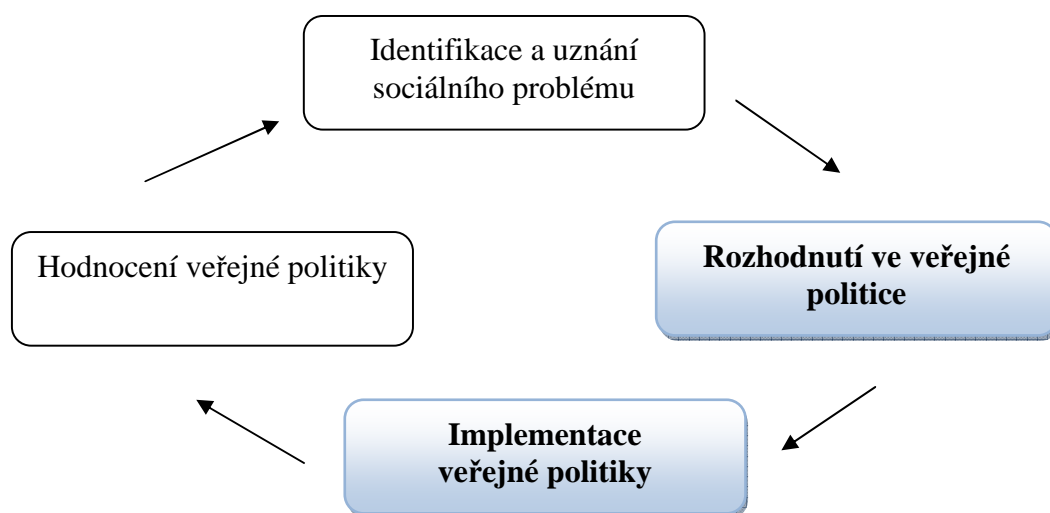 Identifikace a uznání
sociálního problému
Rozhodnutí ve veřejné
politice
Hodnocení veřejné politiky
Implementace
veřejné politiky